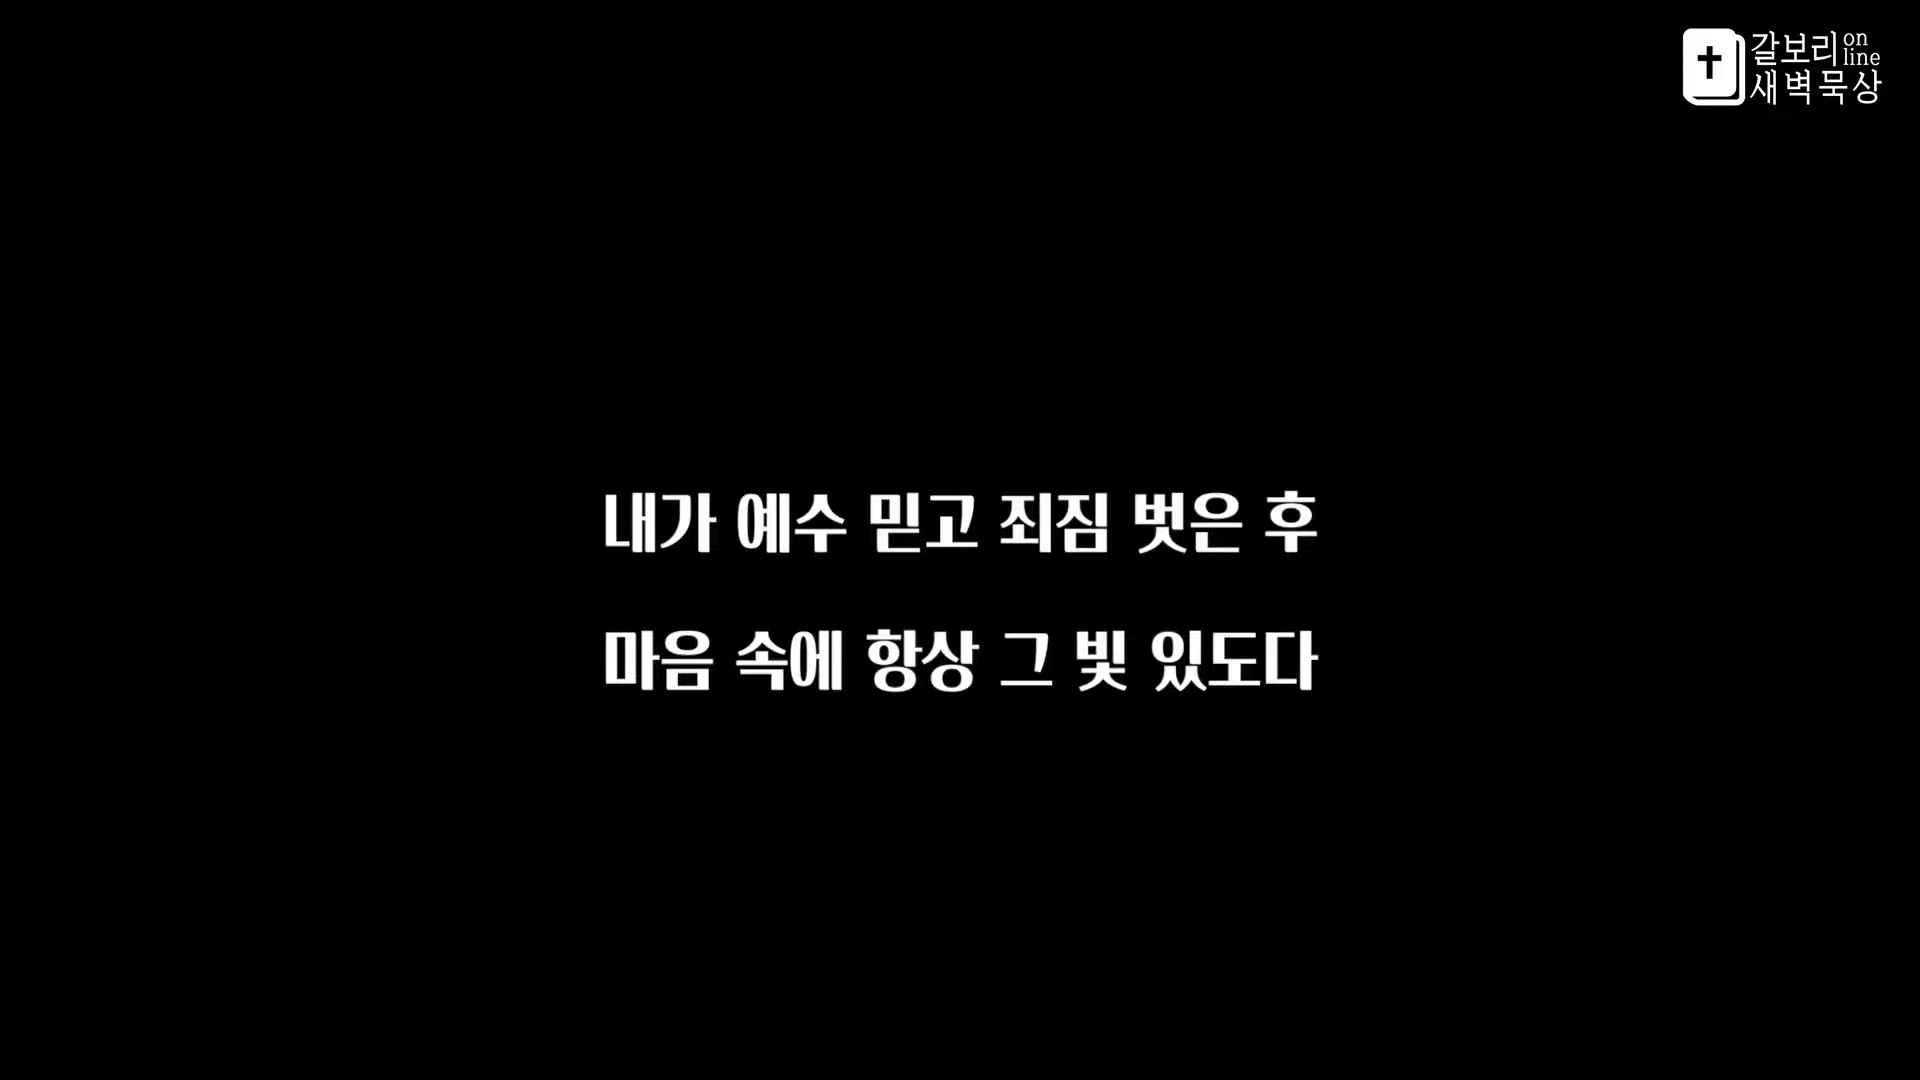 갈보리 on line
새벽묵상
내가 예수 믿고 죄짐 벗은 후
마음 속에 항상 그 빛 있도다